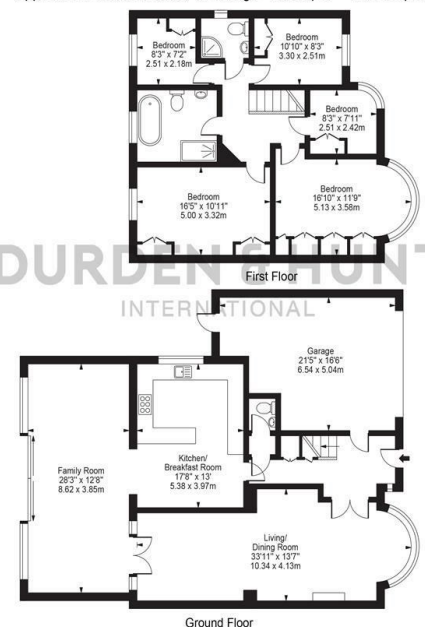 Bedroom
8'3" x 7'2"
2.51 x 2.18m
Bedroom
10'10" x 8'3"
3.30 x 2.51m
Bedroom
8'3" x 7'11"
2.51 x 2.42m
Bedroom
16'5" x 10'11"
5.00 x 3.32m
Bedroom
16'10" x 11'9"
5.13 x 3.58m
DURDEN & HUNT
INTERNATIONAL
First Floor
Garage
21'5" x 16'6"
6.54 x 5.04m
Family Room
28'3" x 12'8"
8.62 x 3.85m
Kitchen/
Breakfast Room
17'8" x 13'
5.38 x 3.97m
Living/
Dining Room
33'11" x 13'7"
10.34 x 4.13m
Ground Floor